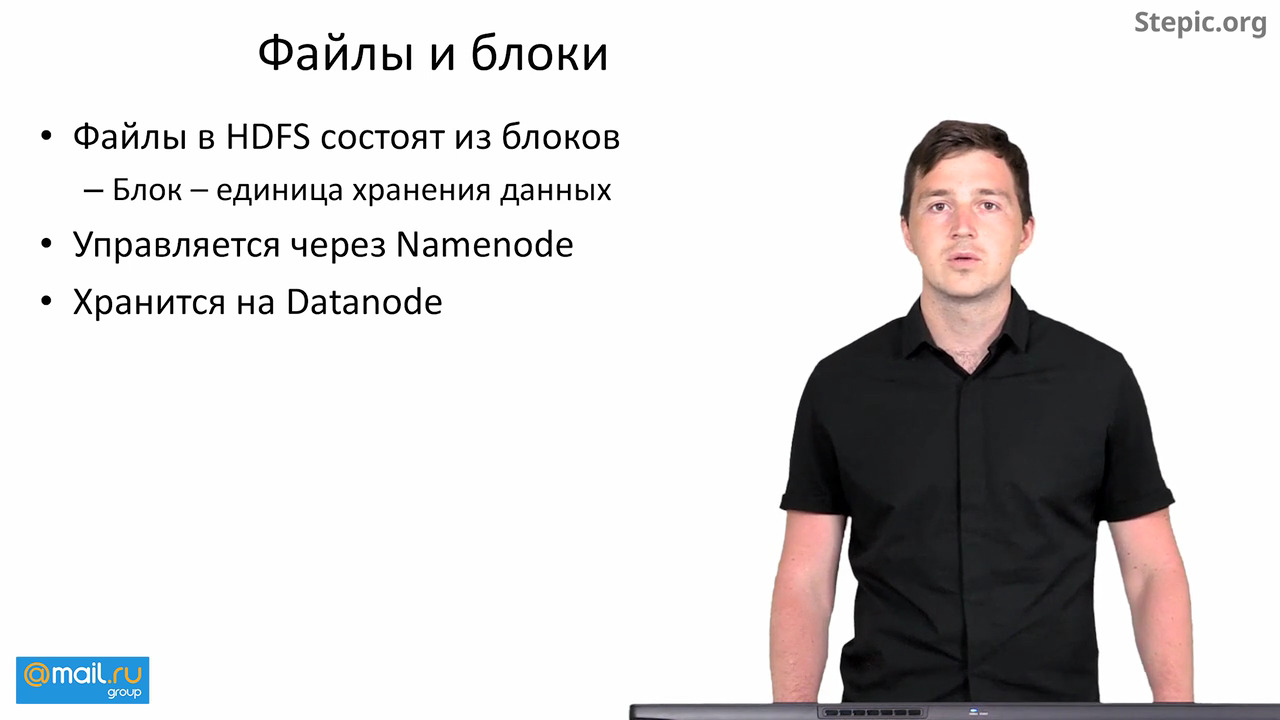 Stepic.org
Файлы и блоки
• Файлы в HDFS состоят из блоков
– Блок – единица хранения данных
• Управляется через Namenode
• Хранится на Datanode
@mail.ru
group